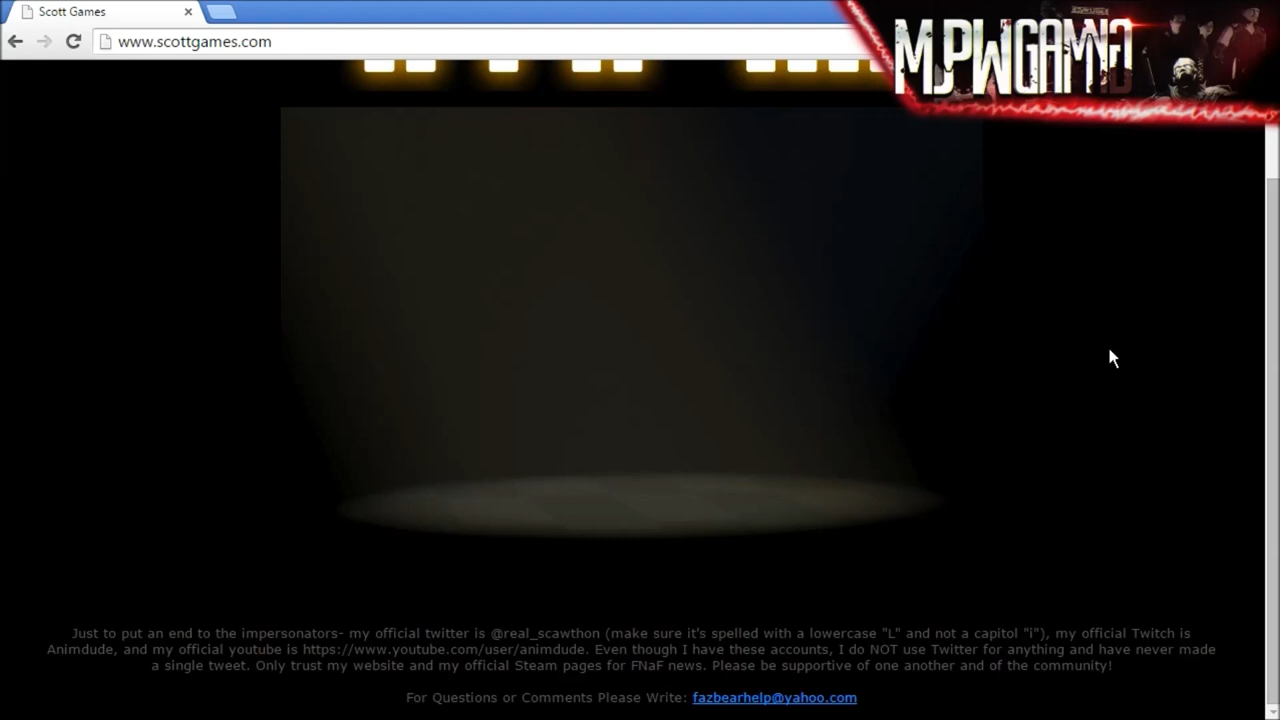 Scott Games
www.scottgames.com
MJPWGAMING
Just to put an end to the impersonators- my official twitter is @real_scawthon (make sure it's spelled with a lowercase "L" and not a capitol "i"), my official Twitch is
Animdude, and my official youtube is https://www.youtube.com/user/animdude. Even though I have these accounts, I do NOT use Twitter for anything and have never made
a single tweet. Only trust my website and my official Steam pages for FNaF news. Please be supportive of one another and of the community!
For Questions or Comments Please Write: fazbearhelp@yahoo.com